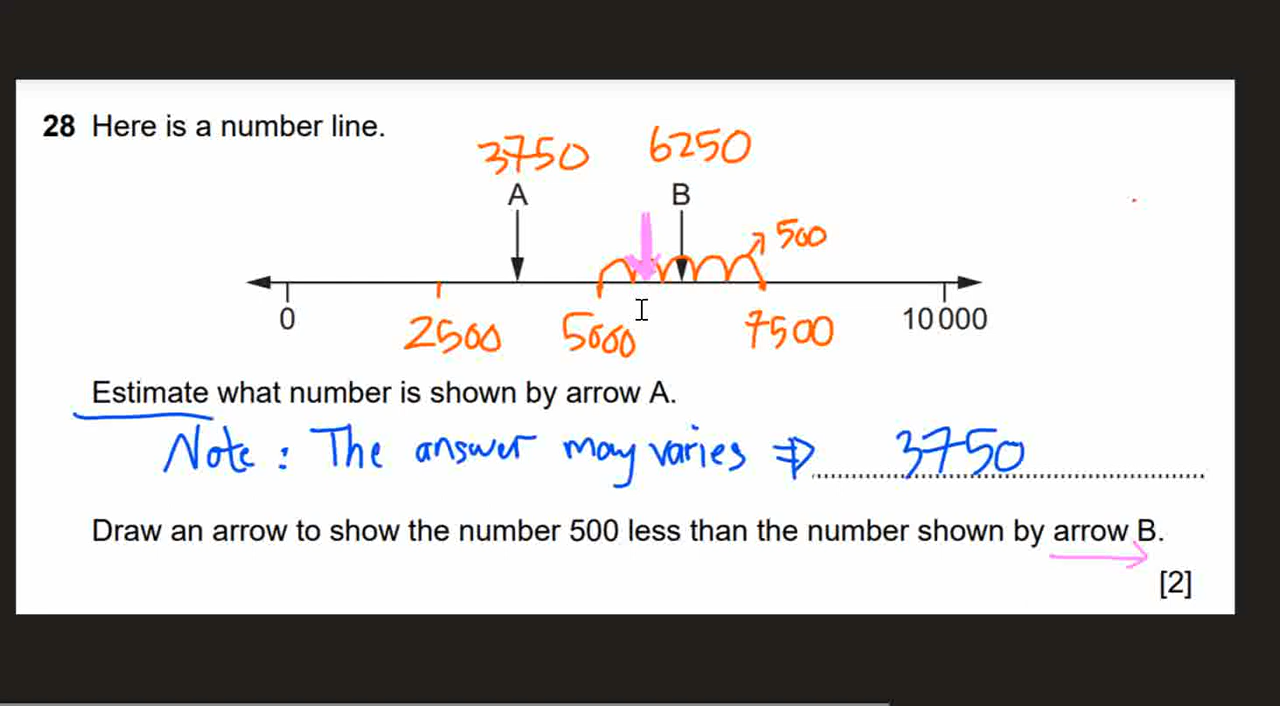 28 Here is a number line.
3750 6250
A B
500
0 2500 5000 7500 10 000
Estimate what number is shown by arrow A.
Note : The answer may varies ⇒ 3750
Draw an arrow to show the number 500 less than the number shown by arrow B.
[2]